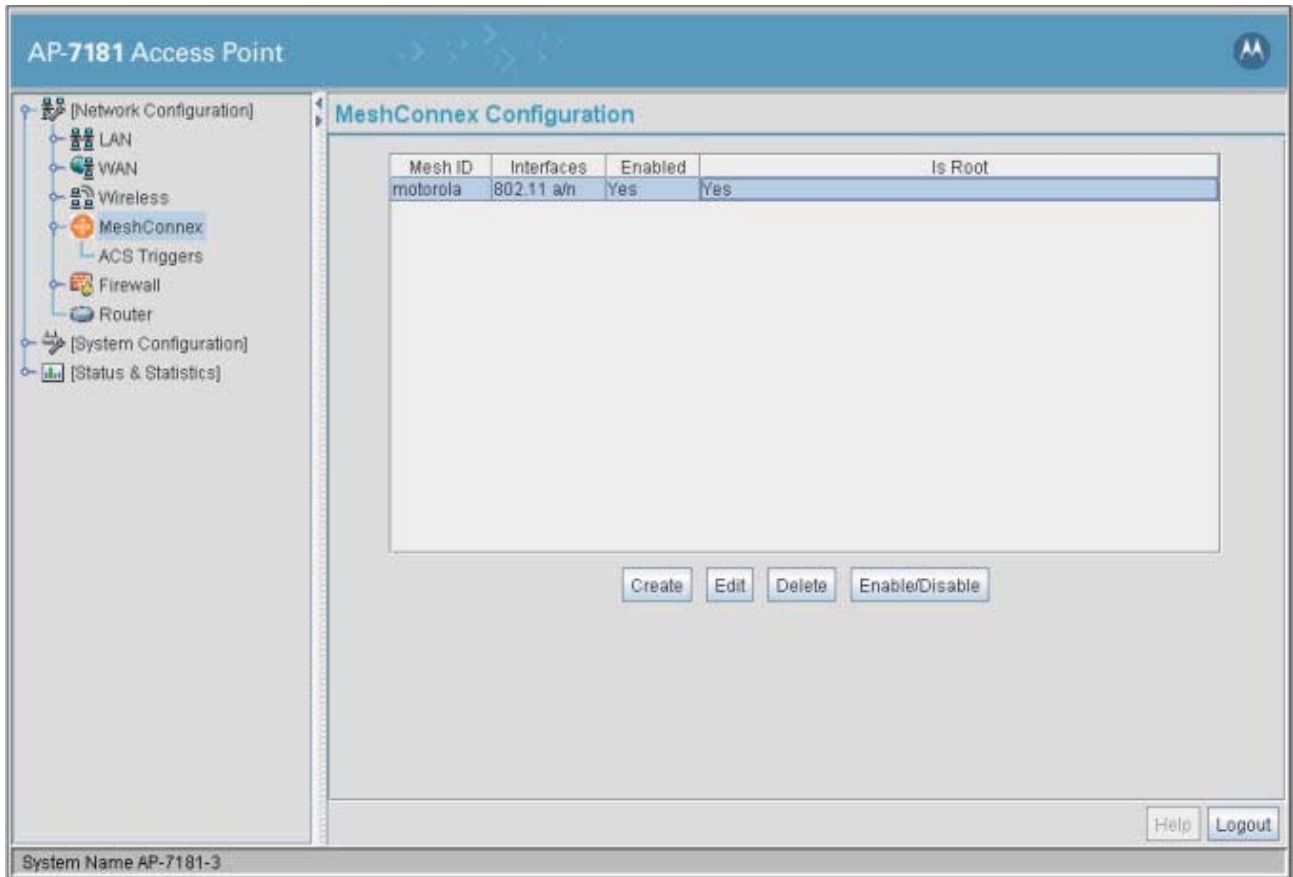 AP-7181 Access Point
[Network Configuration]
LAN
WAN
Wireless
MeshConnex
ACS Triggers
Firewall
Router
[System Configuration]
[Status & Statistics]
MeshConnex Configuration
Mesh ID Interfaces Enabled Is Root
motorola 802.11 a/n Yes Yes
Create Edit Delete Enable/Disable
Help Logout
System Name AP-7181-3